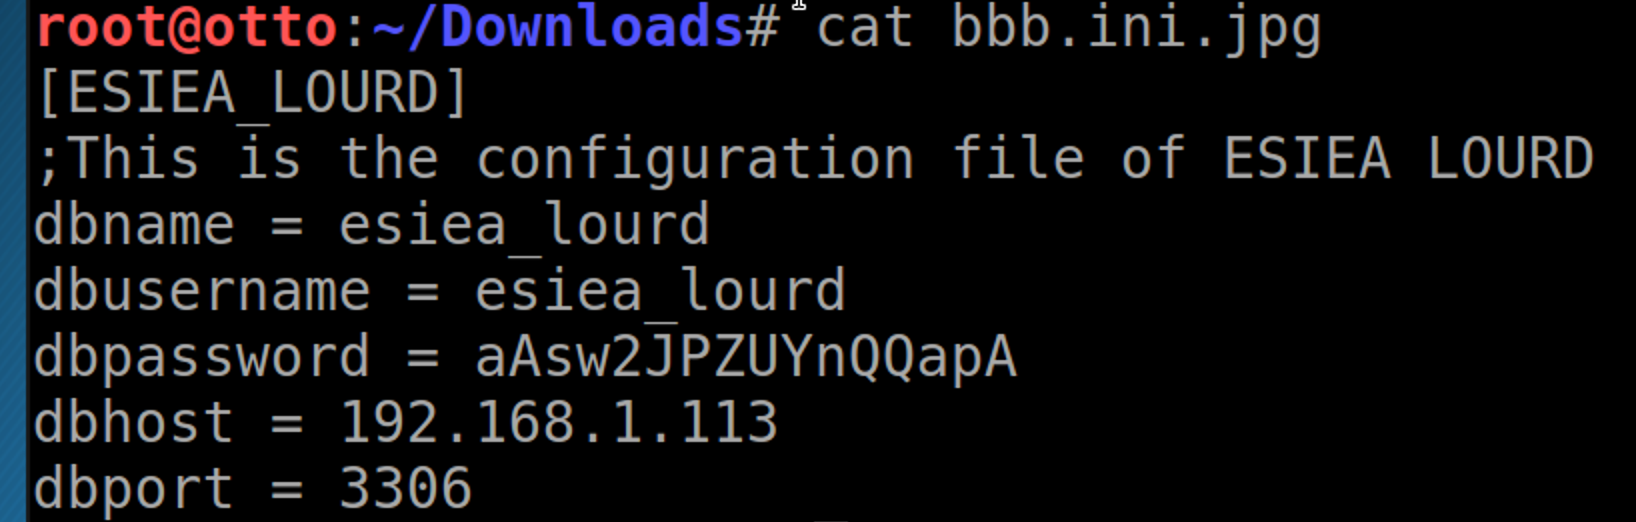 root@otto:~/Downloads# cat bbb.ini.jpg
[ESIEA_LOURD]
;This is the configuration file of ESIEA LOURD
dbname = esiea_lourd
dbusername = esiea_lourd
dbpassword = aAsw2JPZUYnQQapA
dbhost = 192.168.1.113
dbport = 3306